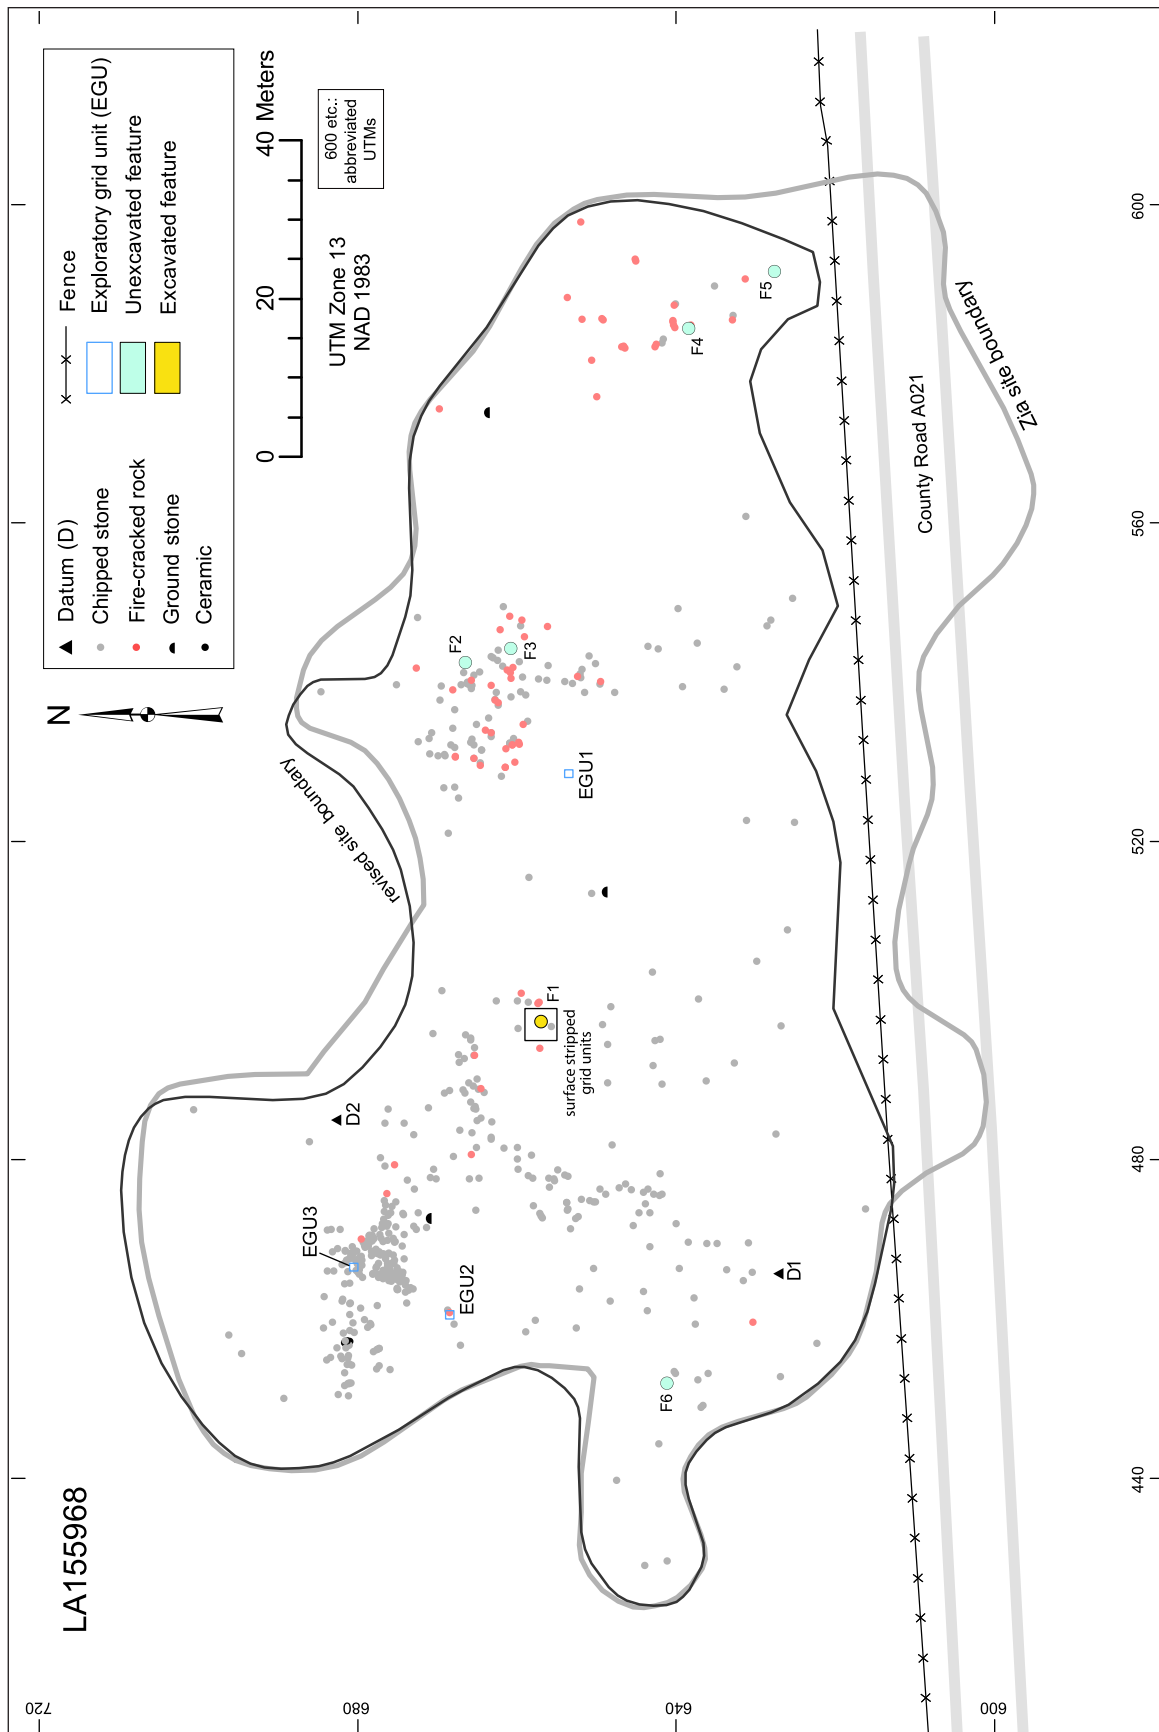 LA155968
N
Datum (D)
Chipped stone
Fire-cracked rock
Ground stone
Ceramic
Fence
Exploratory grid unit (EGU)
Unexcavated feature
Excavated feature
0
20
40 Meters
UTM Zone 13
NAD 1983
600 etc.:
abbreviated
UTMs
revised site boundary
Zia site boundary
County Road A021
D2
EGU3
EGU2
D1
F6
F1
surface stripped
grid units
EGU1
F2
F3
F4
F5
720
680
640
600
440
480
520
560
600